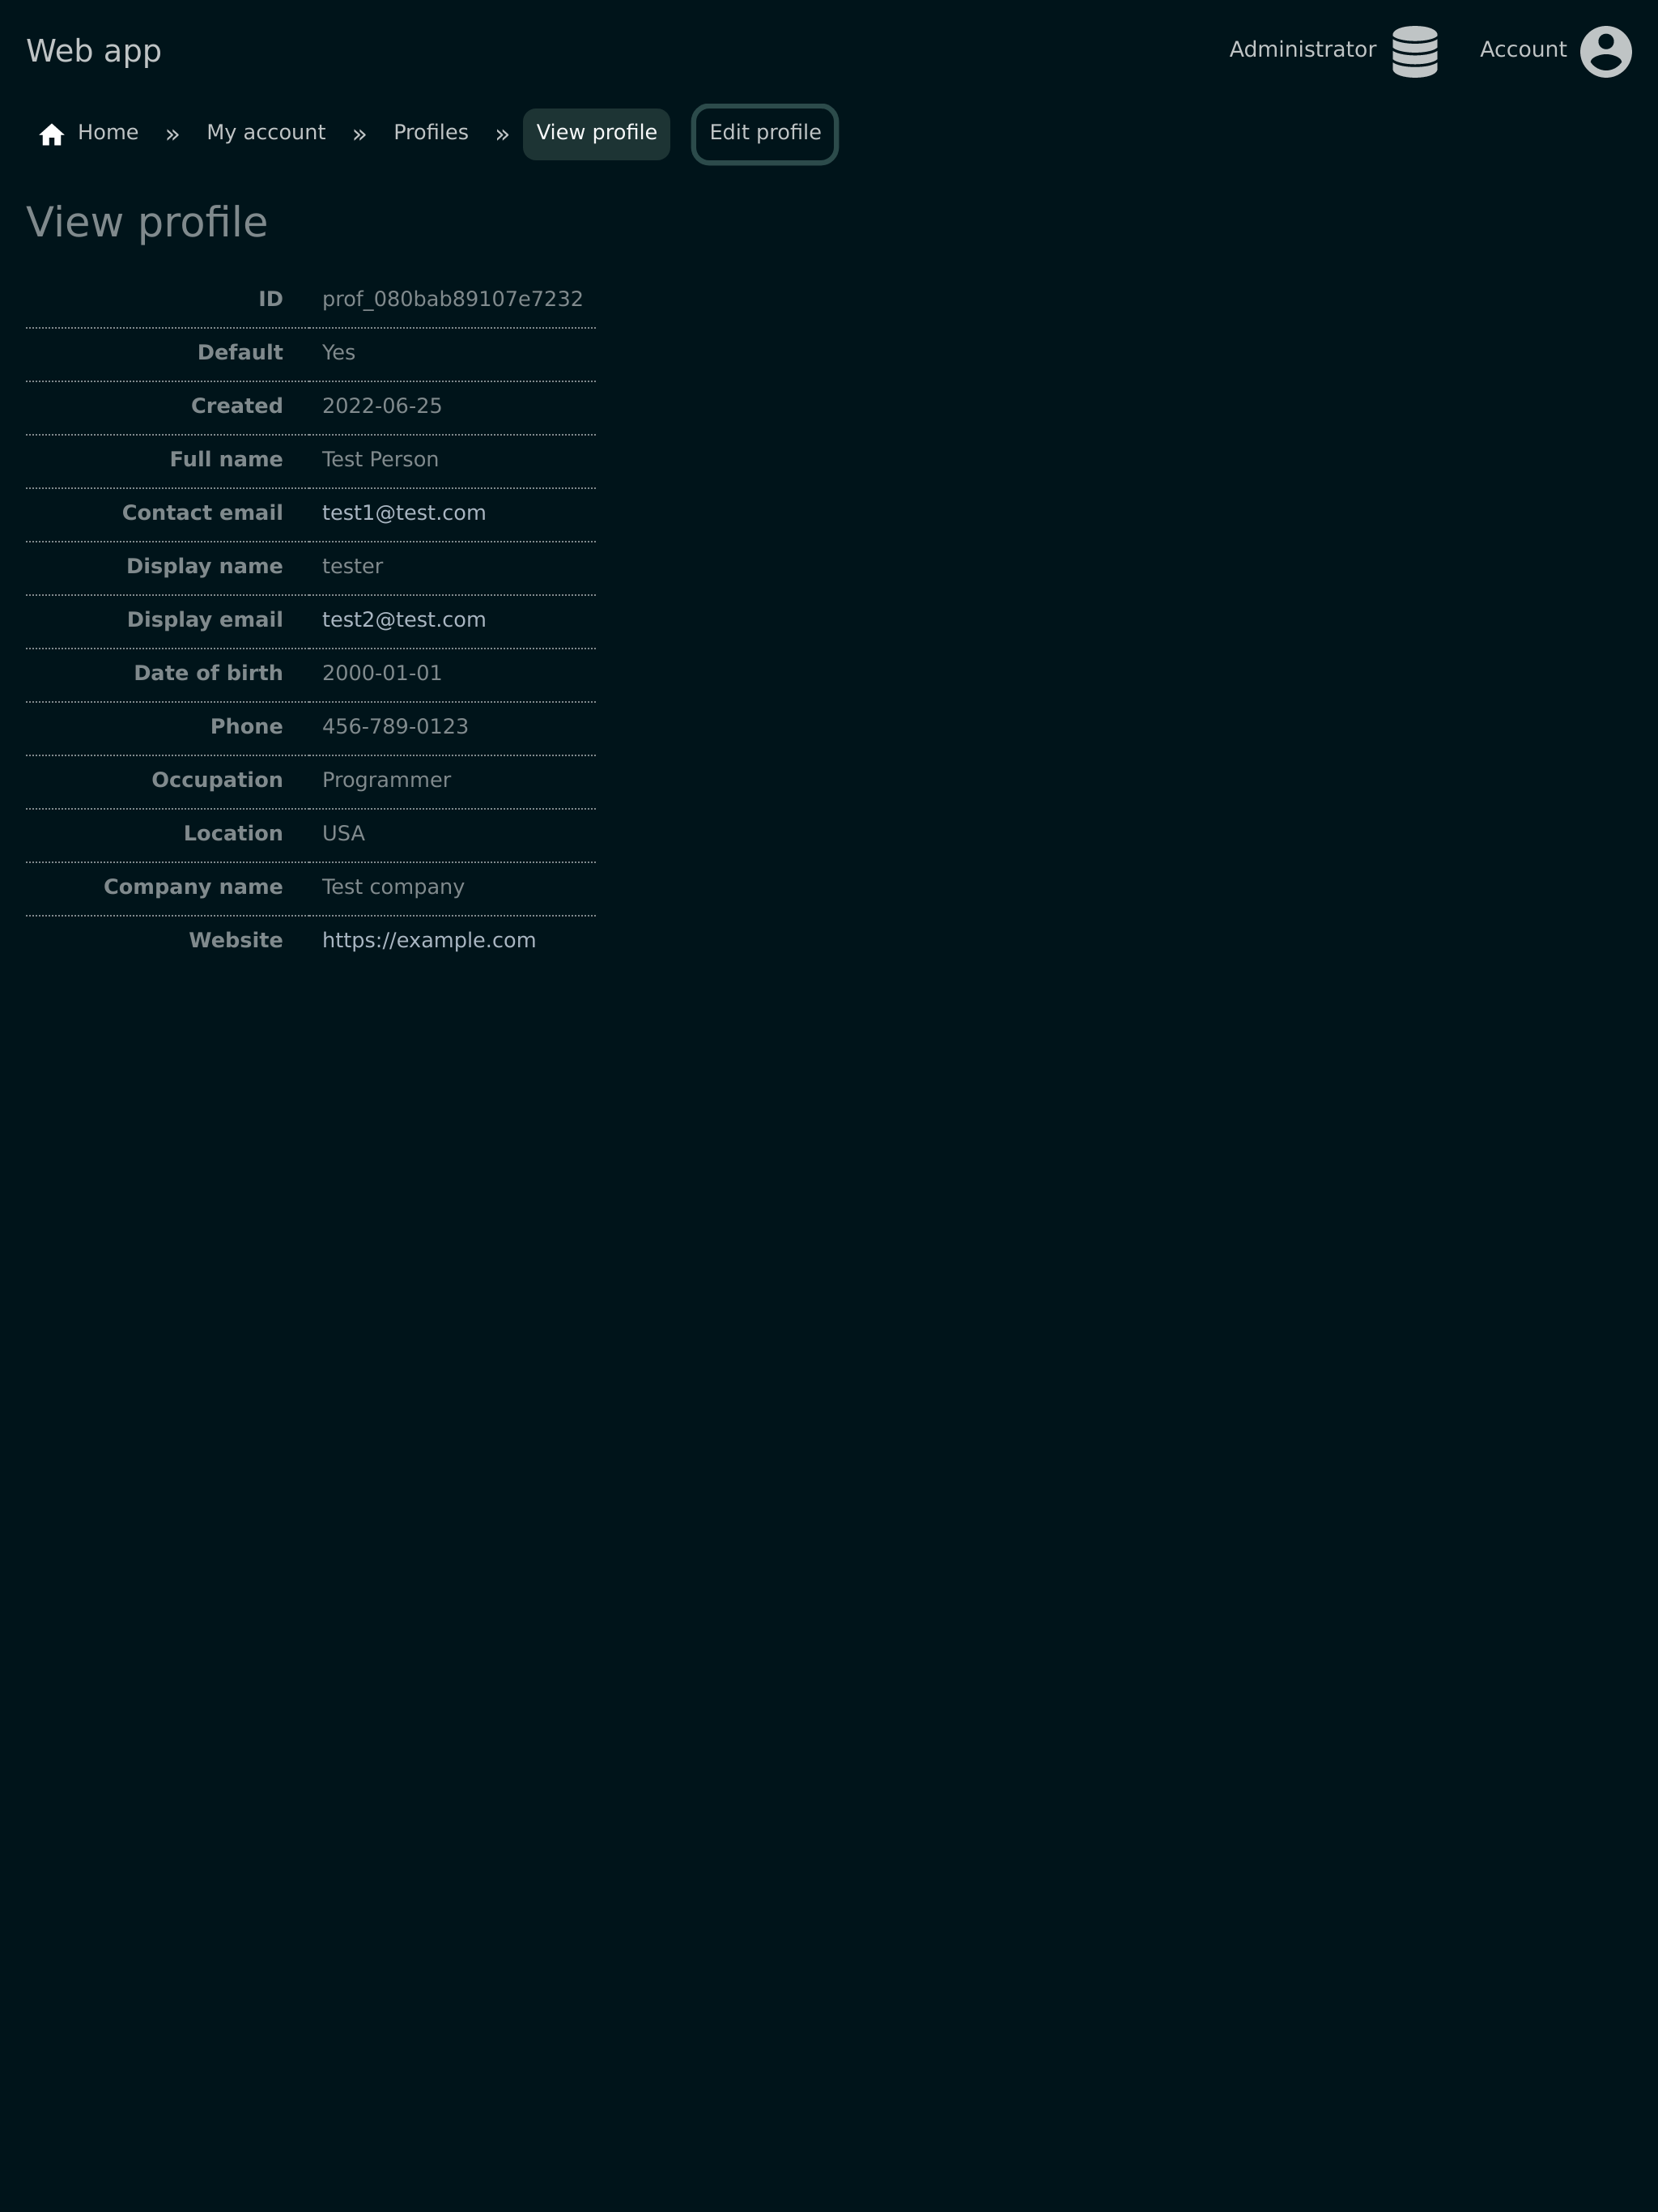 Web app
Administrator
Account
Home » My account » Profiles » View profile Edit profile
View profile
ID prof_080bab89107e7232
Default Yes
Created 2022-06-25
Full name Test Person
Contact email test1@test.com
Display name tester
Display email test2@test.com
Date of birth 2000-01-01
Phone 456-789-0123
Occupation Programmer
Location USA
Company name Test company
Website https://example.com